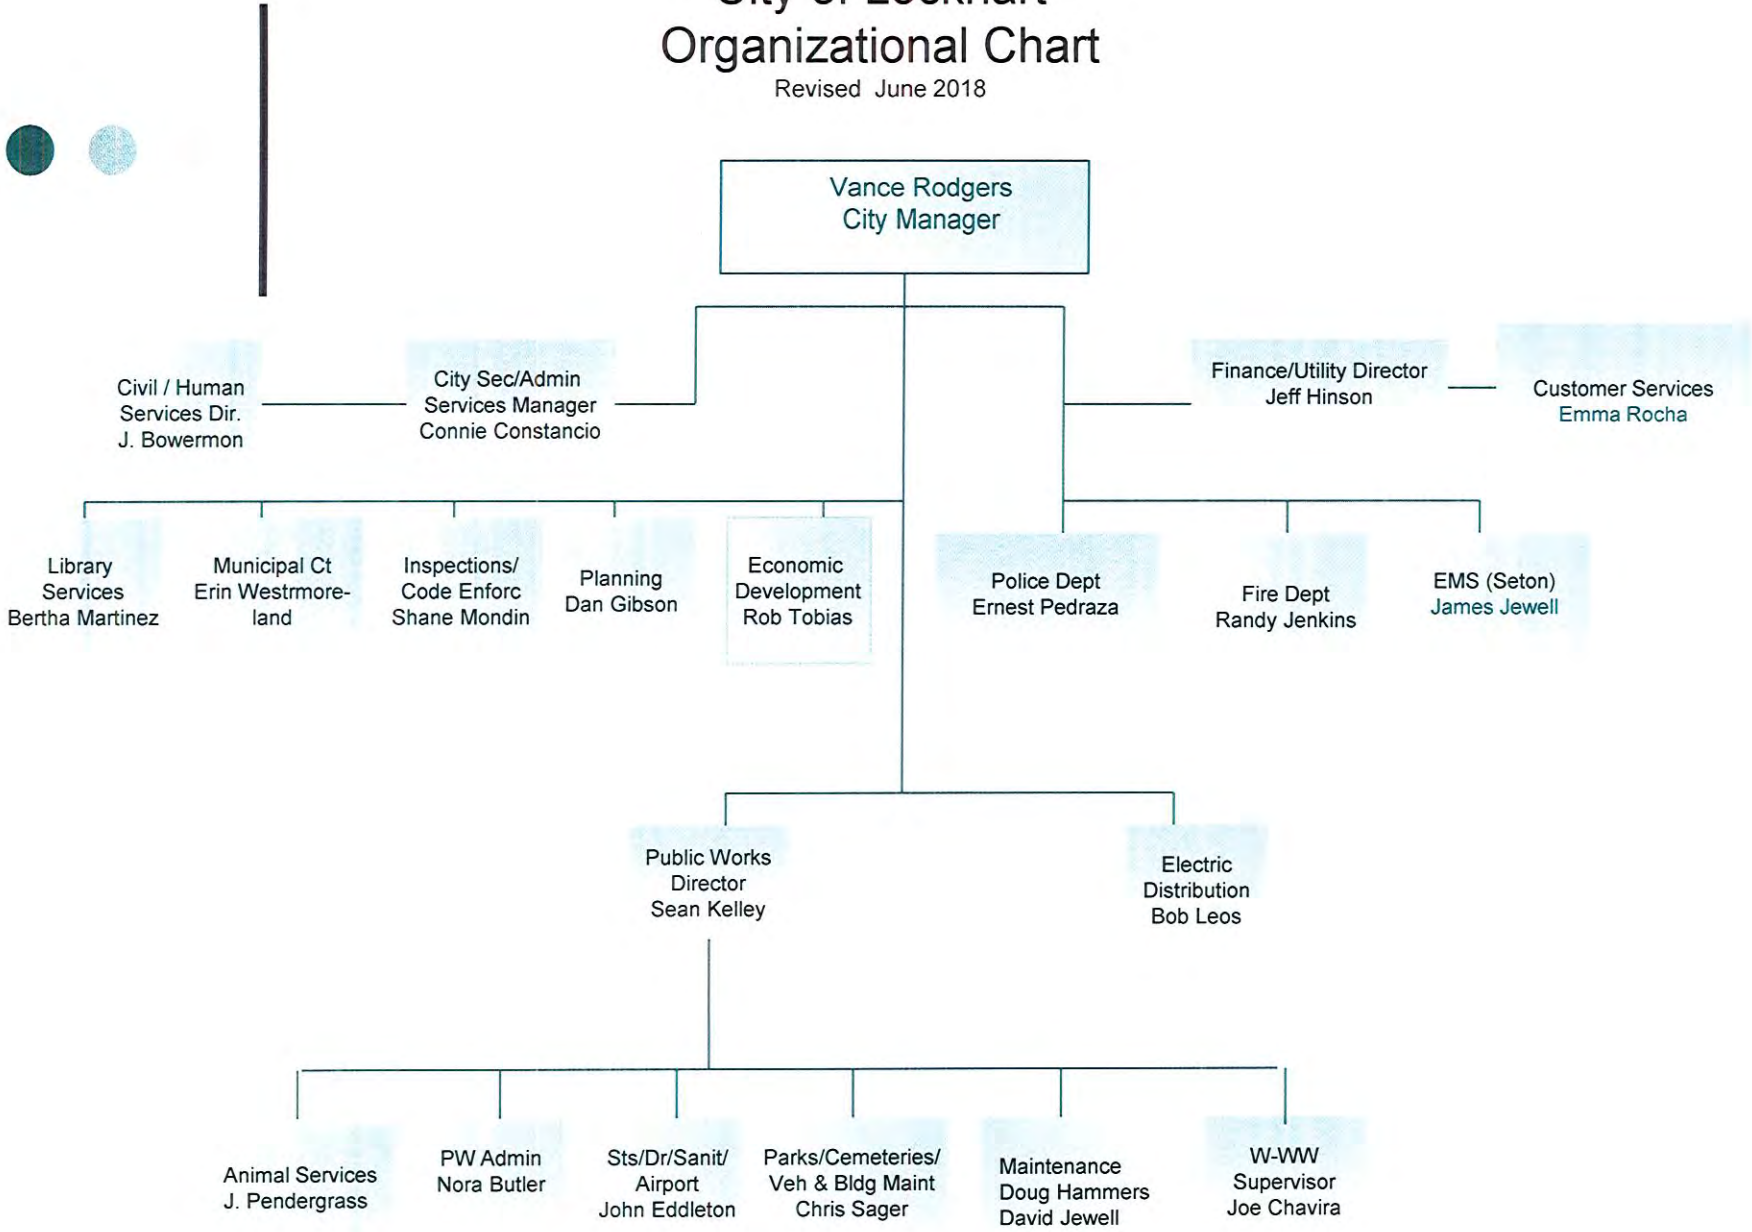 City of Lockhart
Organizational Chart
Revised June 2018
Vance Rodgers
City Manager
Civil / Human
Services Dir.
J. Bowermon
City Sec/Admin
Services Manager
Connie Constancio
Finance/Utility Director
Jeff Hinson
Customer Services
Emma Rocha
Library
Services
Bertha Martinez
Municipal Ct
Erin Westrmore-
land
Inspections/
Code Enforc
Shane Mondin
Planning
Dan Gibson
Economic
Development
Rob Tobias
Police Dept
Ernest Pedraza
Fire Dept
Randy Jenkins
EMS (Seton)
James Jewell
Public Works
Director
Sean Kelley
Electric
Distribution
Bob Leos
Animal Services
J. Pendergrass
PW Admin
Nora Butler
Sts/Dr/Sanit/
Airport
John Eddleton
Parks/Cemeteries/
Veh & Bldg Maint
Chris Sager
Maintenance
Doug Hammers
David Jewell
W-WW
Supervisor
Joe Chavira